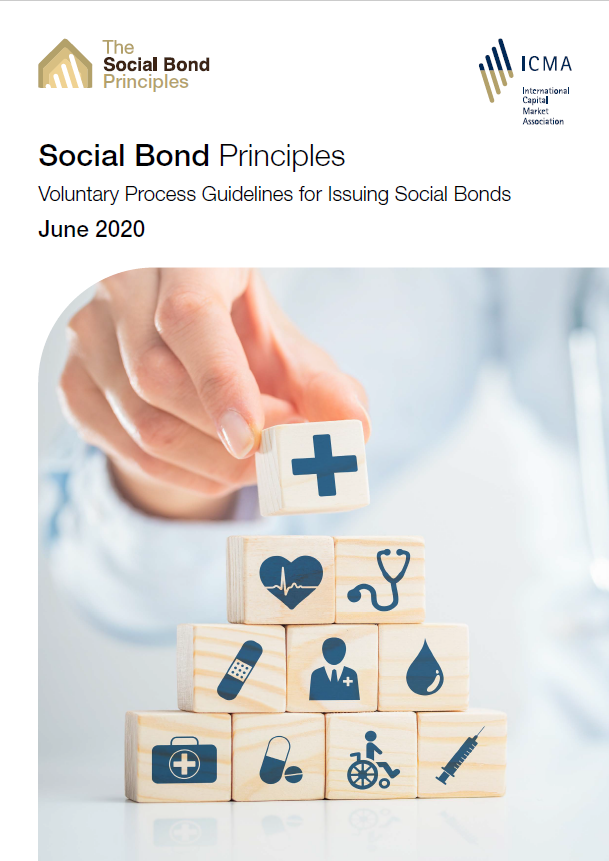 The
Social Bond
Principles
ICMA
International
Capital
Market
Association
Social Bond Principles
Voluntary Process Guidelines for Issuing Social Bonds
June 2020